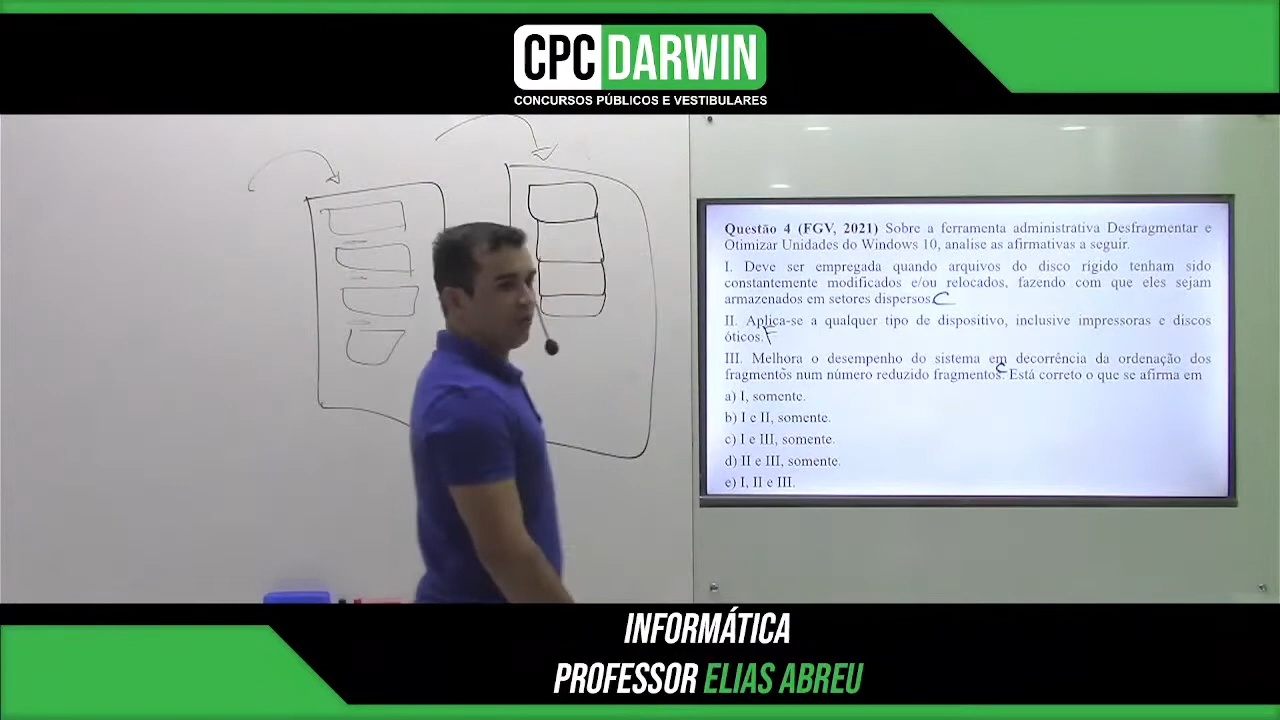 CPC DARWIN
CONCURSOS PÚBLICOS E VESTIBULARES
Questão 4 (FGV, 2021) Sobre a ferramenta administrativa Desfragmentar e
Otimizar Unidades do Windows 10, analise as afirmativas a seguir.
I. Deve ser empregada quando arquivos do disco rígido tenham sido
constantemente modificados e/ou relocados, fazendo com que eles sejam
armazenados em setores dispersos. C
II. Aplica-se a qualquer tipo de dispositivo, inclusive impressoras e discos
óticos. F
III. Melhora o desempenho do sistema em decorrência da ordenação dos
fragmentos num número reduzido fragmentos. C Está correto o que se afirma em
a) I, somente.
b) I e II, somente.
c) I e III, somente.
d) II e III, somente.
e) I, II e III.
INFORMÁTICA
PROFESSOR ELIAS ABREU